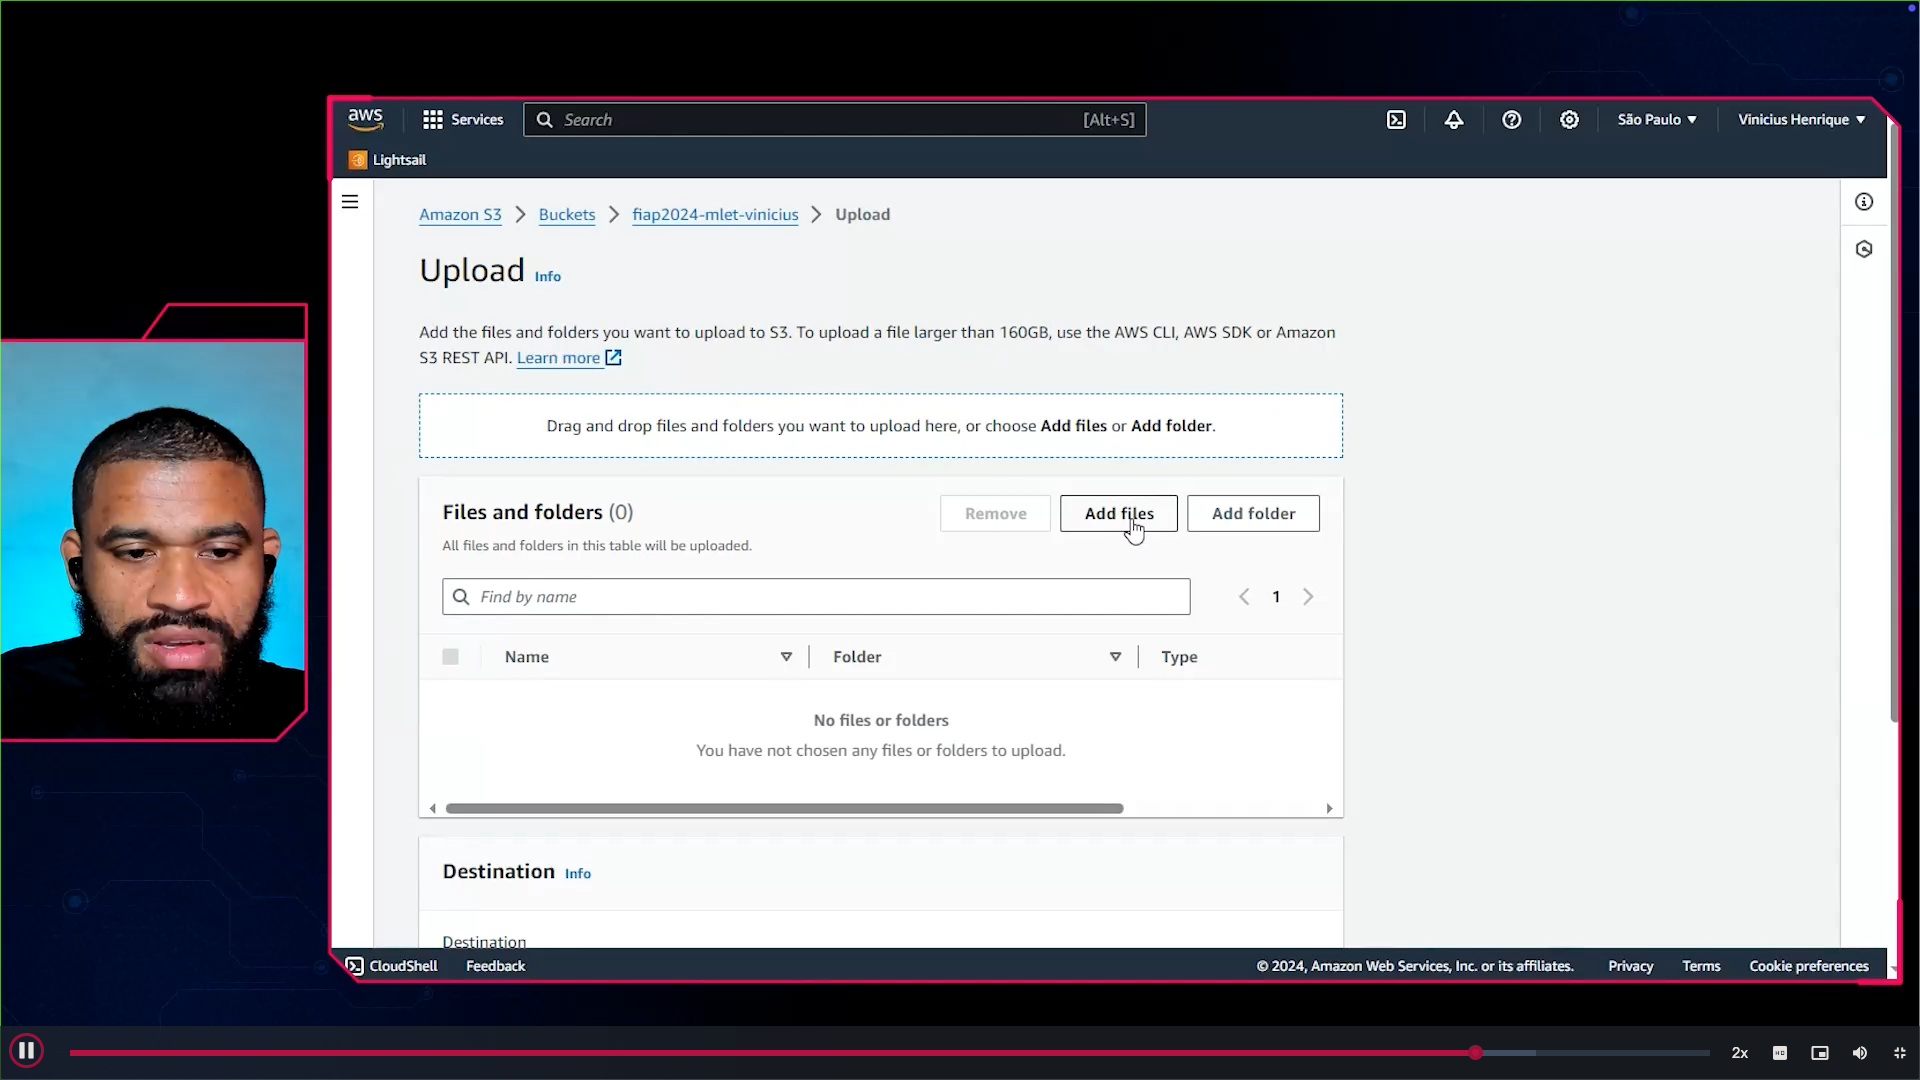 aws
Services
Search
[Alt+S]
São Paulo
Vinicius Henrique
Lightsail
Amazon S3 > Buckets > fiap2024-mlet-vinicius > Upload
Upload Info
Add the files and folders you want to upload to S3. To upload a file larger than 160GB, use the AWS CLI, AWS SDK or Amazon
S3 REST API. Learn more
Drag and drop files and folders you want to upload here, or choose Add files or Add folder.
Files and folders (0)
Remove
Add files
Add folder
All files and folders in this table will be uploaded.
Find by name
1
Name
Folder
Type
No files or folders
You have not chosen any files or folders to upload.
Destination Info
Destination
CloudShell
Feedback
© 2024, Amazon Web Services, Inc. or its affiliates.
Privacy
Terms
Cookie preferences
2x
HD